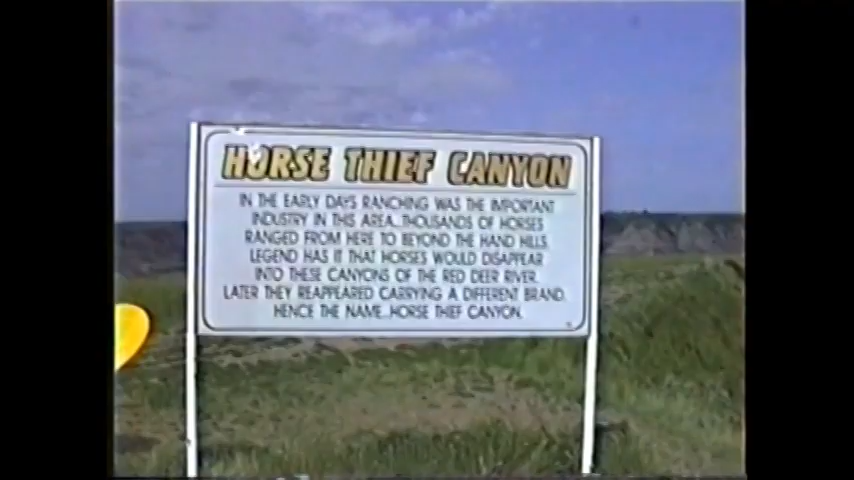 HORSE THIEF CANYON
IN THE EARLY DAYS RANCHING WAS THE IMPORTANT
INDUSTRY IN THIS AREA...THOUSANDS OF HORSES
RANGED FROM HERE TO BEYOND THE HAND HILLS.
LEGEND HAS IT THAT HORSES WOULD DISAPPEAR
INTO THESE CANYONS OF THE RED DEER RIVER.
LATER THEY REAPPEARED CARRYING A DIFFERENT BRAND.
HENCE THE NAME...HORSE THIEF CANYON.